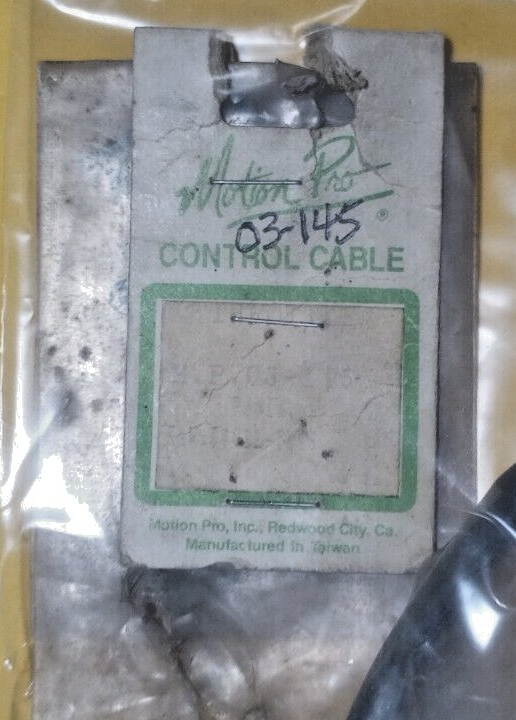 Motion Pro ®
03-145
CONTROL CABLE
Motion Pro, Inc., Redwood City, Ca.
Manufactured in Taiwan